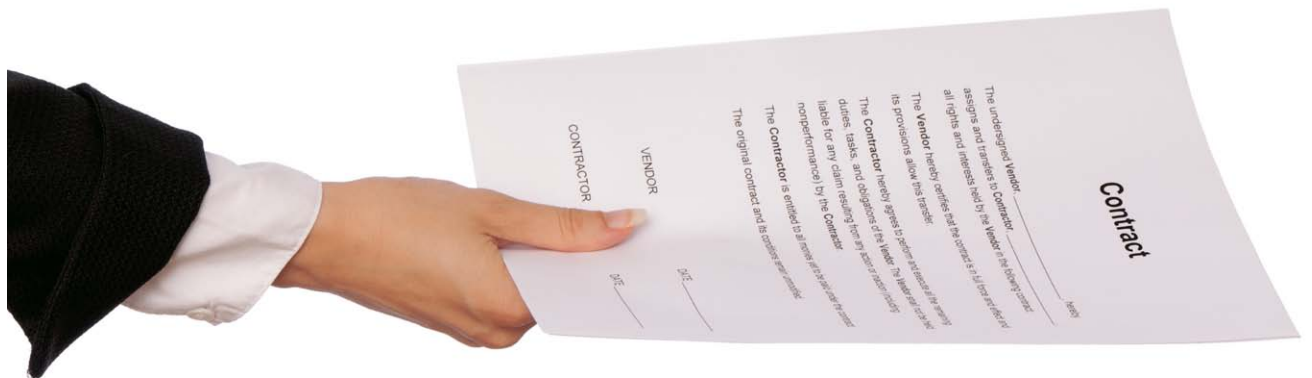 Contract
The undersigned Vendor, ____________________ hereby
assigns and transfers to Contractor ____________________
all rights and interests held by the Vendor in the following contract
The Vendor hereby certifies that the contract is in full force and effect and
its provisions allow this transfer.
The Contractor hereby agrees to perform and execute all the remaining
duties, tasks, and obligations of the Vendor. The Vendor shall not be held
liable for any claim resulting from any action or inaction (including
nonperformance) by the Contractor
The Contractor is entitled to all monies yet to be paid under the contract
The original contract and its conditions remain unmodified.
VENDOR DATE __________
CONTRACTOR DATE __________